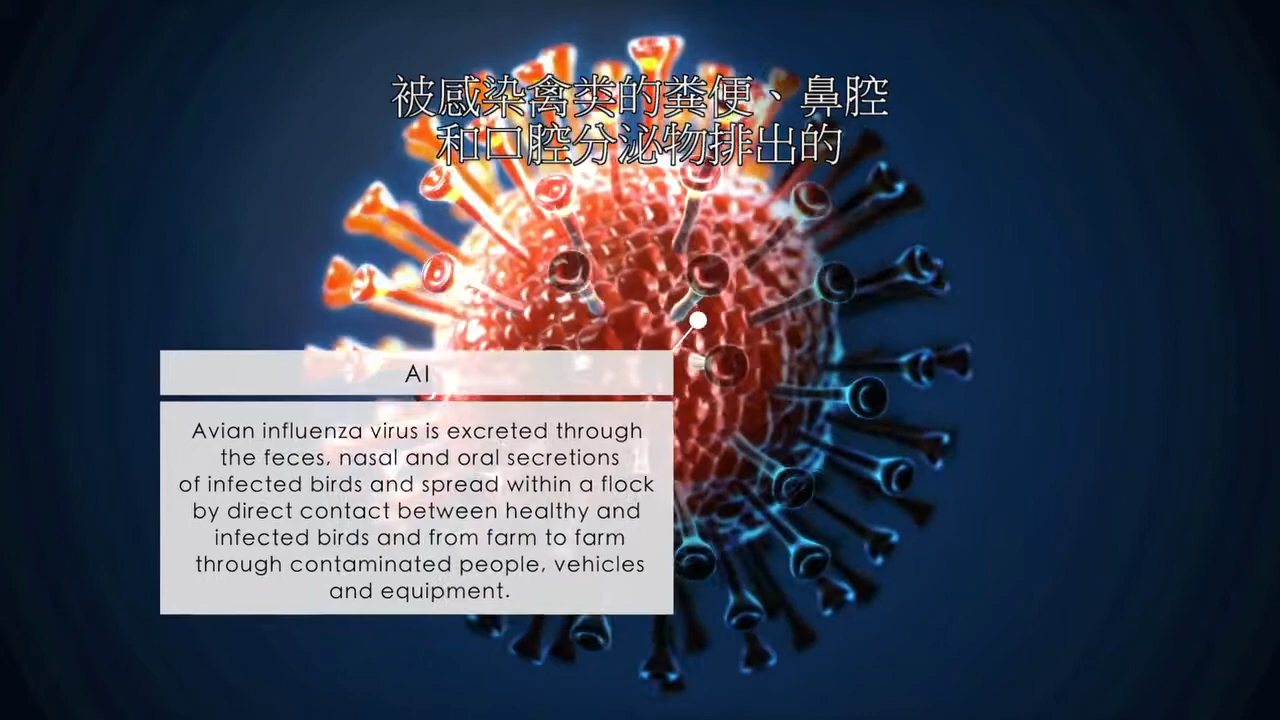 被感染禽类的粪便、鼻腔
和口腔分泌物排出的
AI
Avian influenza virus is excreted through
the feces, nasal and oral secretions
of infected birds and spread within a flock
by direct contact between healthy and
infected birds and from farm to farm
through contaminated people, vehicles
and equipment.